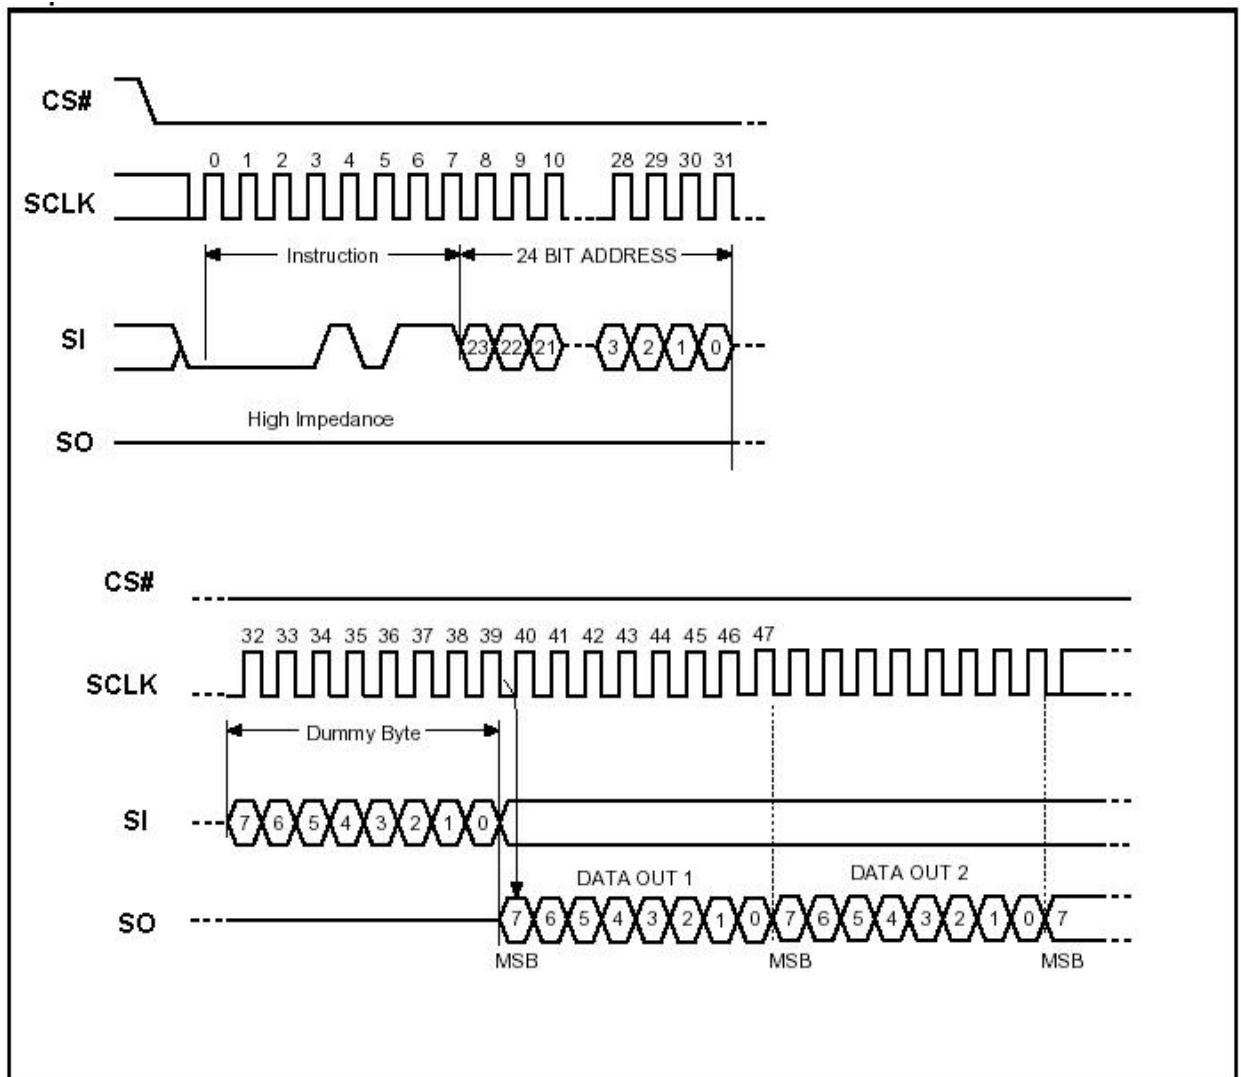 CS#
0 1 2 3 4 5 6 7 8 9 10 28 29 30 31
SCLK
Instruction 24 BIT ADDRESS
SI
23 22 21 3 2 1 0
High Impedance
SO
CS#
32 33 34 35 36 37 38 39 40 41 42 43 44 45 46 47
SCLK
Dummy Byte
SI
7 6 5 4 3 2 1 0
DATA OUT 1 DATA OUT 2
SO
7 6 5 4 3 2 1 0 7 6 5 4 3 2 1 0 7
MSB MSB MSB